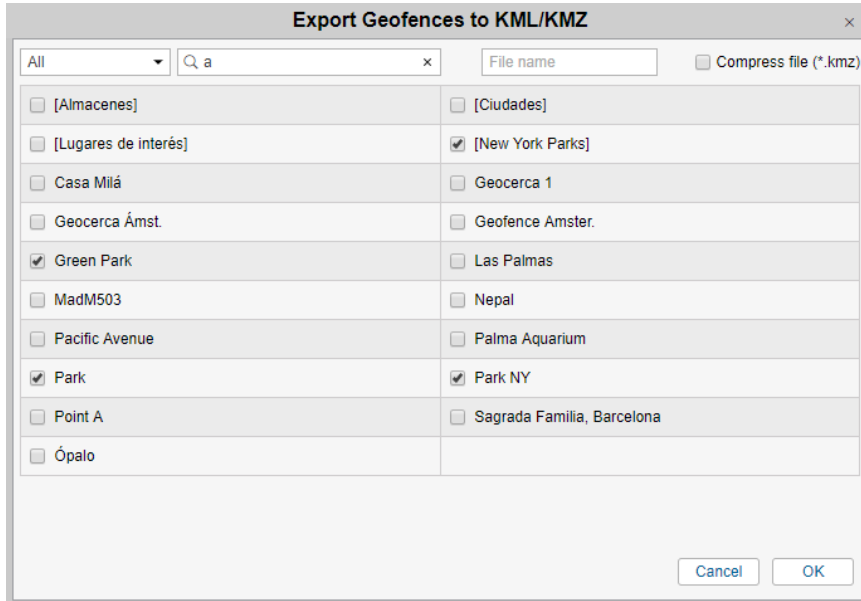 Export Geofences to KML/KMZ
All a File name Compress file (*.kmz)
[Almacenes] [Ciudades]
[Lugares de interés] [New York Parks]
Casa Milá Geocerca 1
Geocerca Ámst. Geofence Amster.
Green Park Las Palmas
MadM503 Nepal
Pacific Avenue Palma Aquarium
Park Park NY
Point A Sagrada Familia, Barcelona
Ópalo
Cancel OK